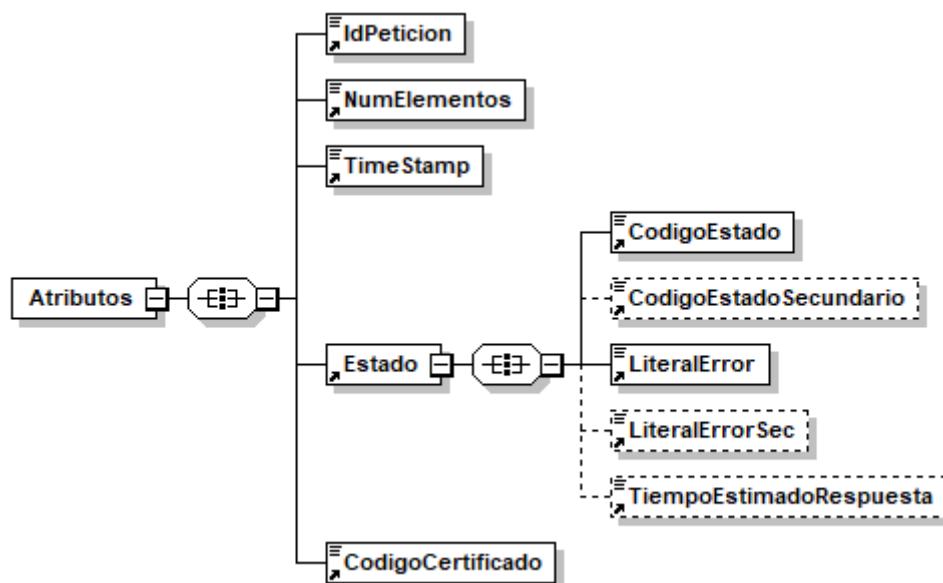 IdPeticion
NumElementos
TimeStamp
CodigoEstado
CodigoEstadoSecundario
Atributos
Estado
LiteralError
LiteralErrorSec
TiempoEstimadoRespuesta
CodigoCertificado